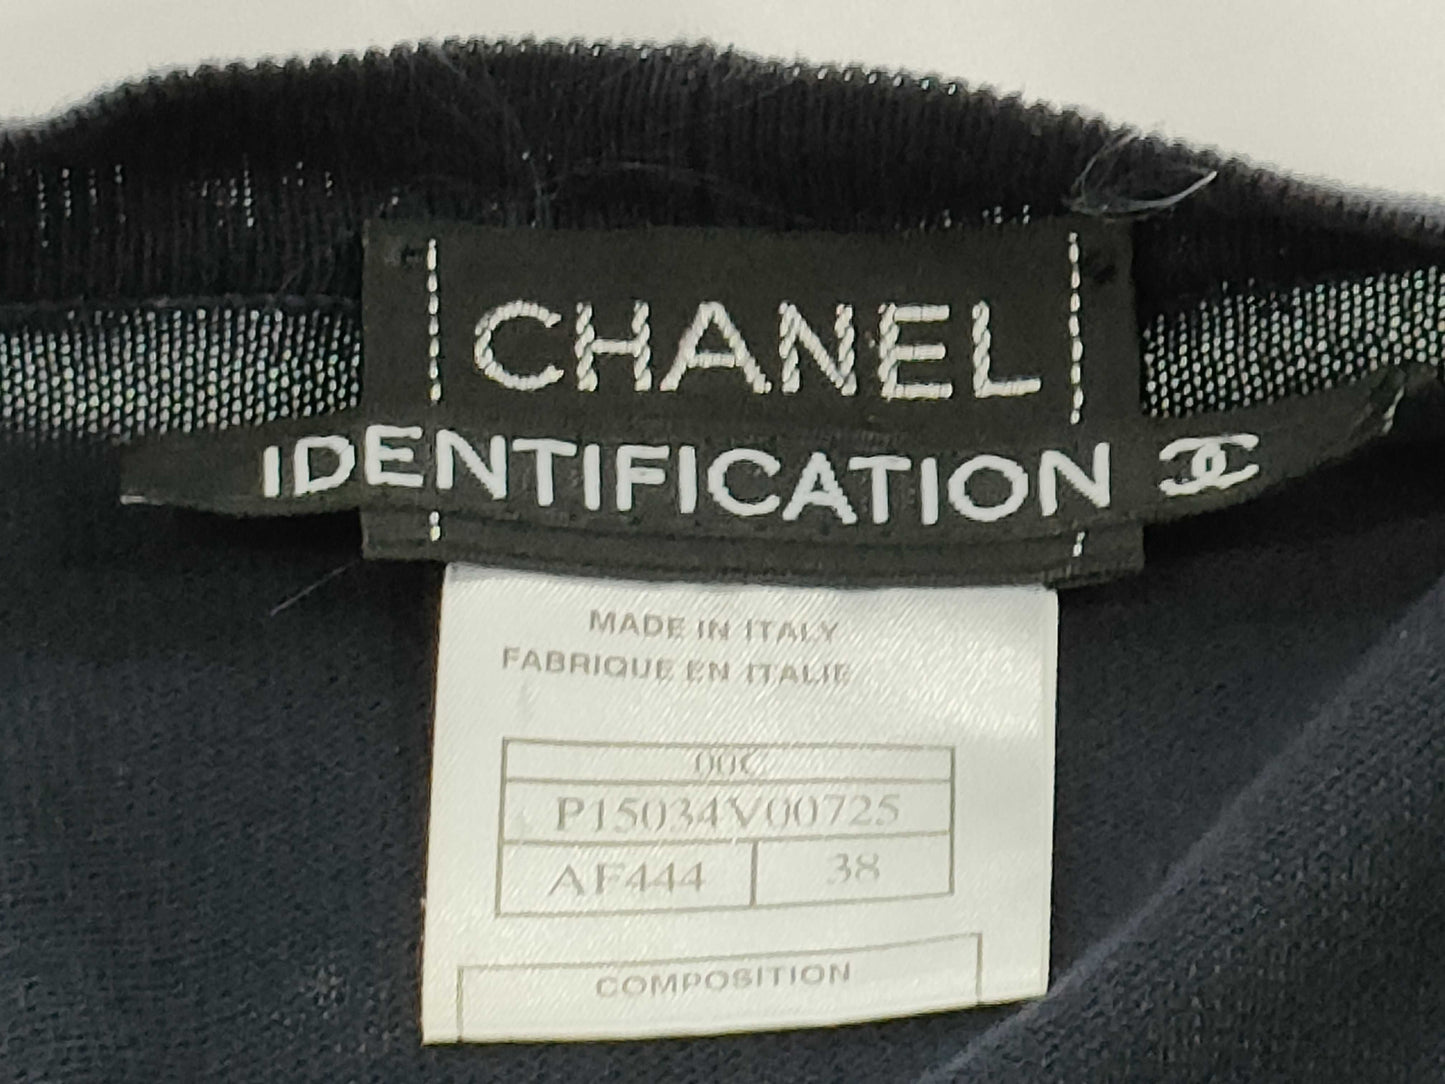 CHANEL
IDENTIFICATION
MADE IN ITALY
FABRIQUE EN ITALIE
00C
P15034V00725
AF444 38
COMPOSITION